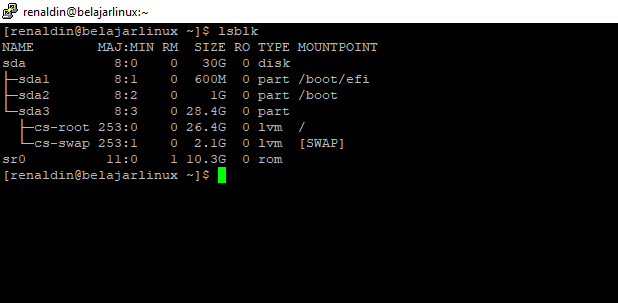 renaldin@belajarlinux:~
[renaldin@belajarlinux ~]$ lsblk
NAME        MAJ:MIN RM  SIZE RO TYPE MOUNTPOINT
sda           8:0    0   30G  0 disk
├─sda1        8:1    0  600M  0 part /boot/efi
├─sda2        8:2    0    1G  0 part /boot
└─sda3        8:3    0 28.4G  0 part
  ├─cs-root 253:0    0 26.4G  0 lvm  /
  └─cs-swap 253:1    0  2.1G  0 lvm  [SWAP]
sr0          11:0    1 10.3G  0 rom
[renaldin@belajarlinux ~]$